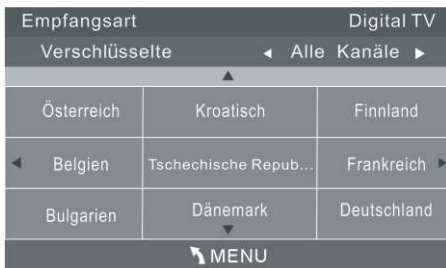 Empfangsart Digital TV
Verschlüsselte Alle Kanäle
Österreich Kroatisch Finnland
Belgien Tschechische Repub... Frankreich
Bulgarien Dänemark Deutschland
MENU